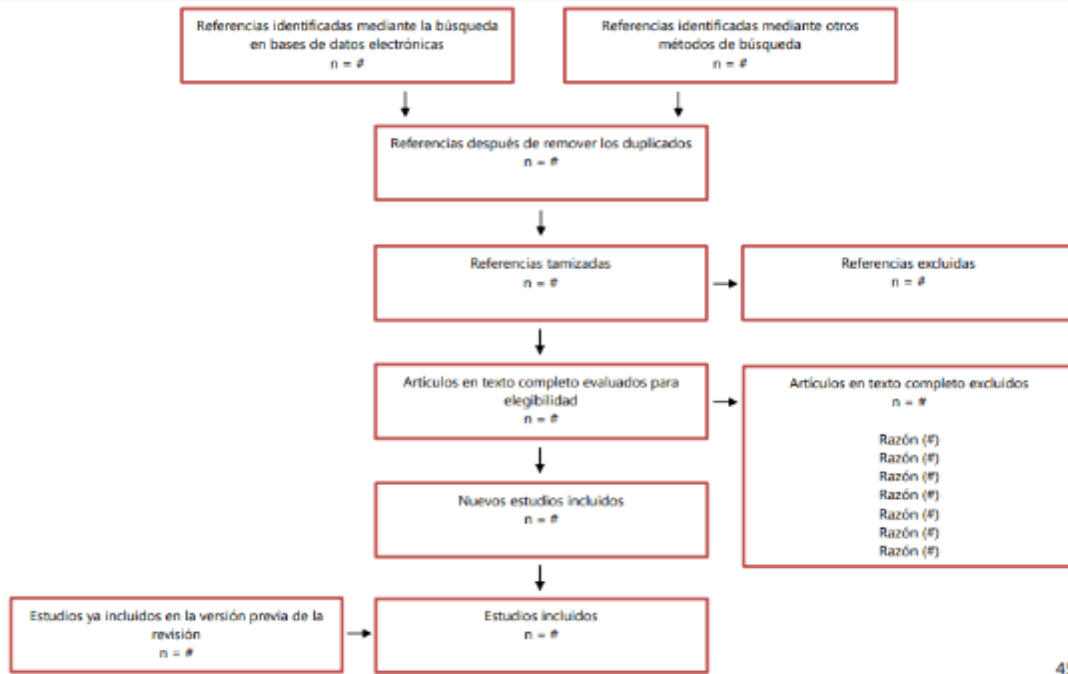 Referencias identificadas mediante la búsqueda
en bases de datos electrónicas
n = #
Referencias identificadas mediante otros
métodos de búsqueda
n = #
Referencias después de remover los duplicados
n = #
Referencias tamizadas
n = #
Referencias excluidas
n = #
Artículos en texto completo evaluados para
elegibilidad
n = #
Artículos en texto completo excluidos
n = #
Razón (#)
Razón (#)
Razón (#)
Razón (#)
Razón (#)
Razón (#)
Razón (#)
Nuevos estudios incluidos
n = #
Estudios ya incluidos en la versión previa de la
revisión
n = #
Estudios incluidos
n = #
45